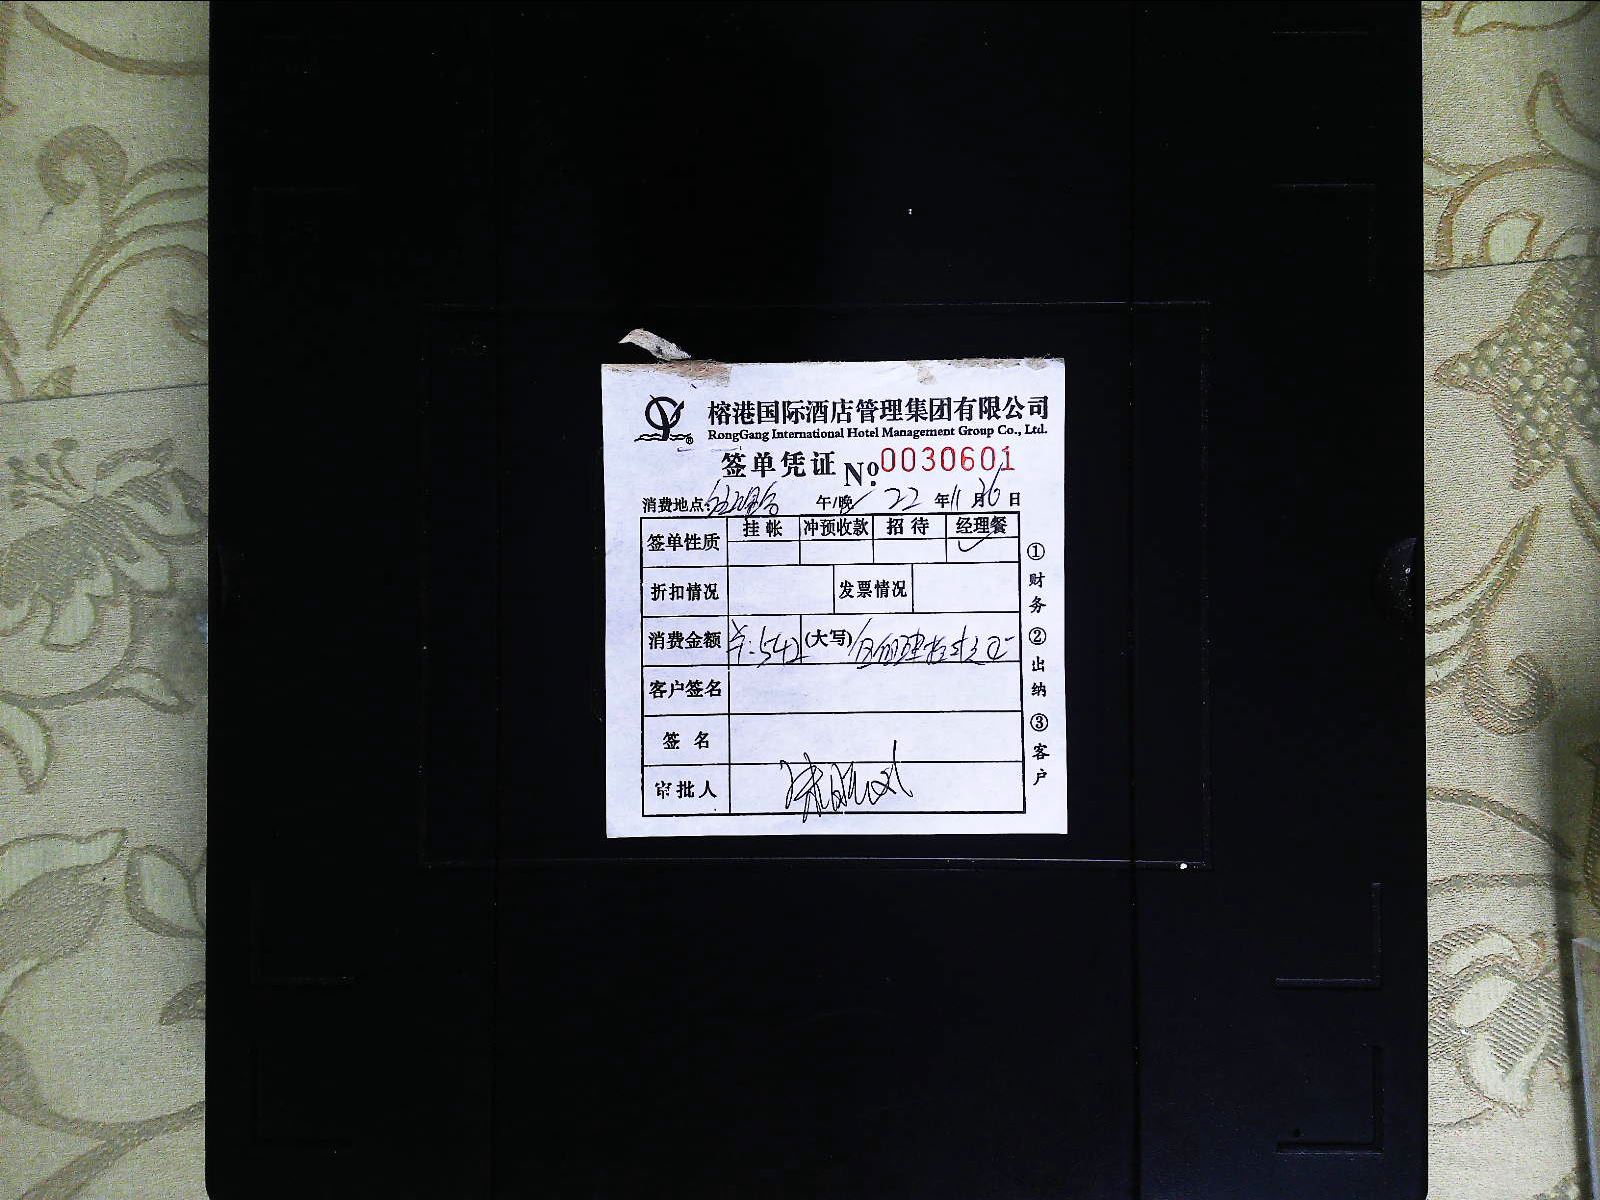 榕港国际酒店管理集团有限公司
RongGang International Hotel Management Group Co., Ltd.
签单凭证 No.0030601
消费地点: 午/晚 22 年 11 月 日
签单性质 挂帐 冲预收款 招待 经理餐
折扣情况 发票情况
消费金额 ¥:542 (大写)
客户签名
签 名
审批人
①财务②出纳③客户